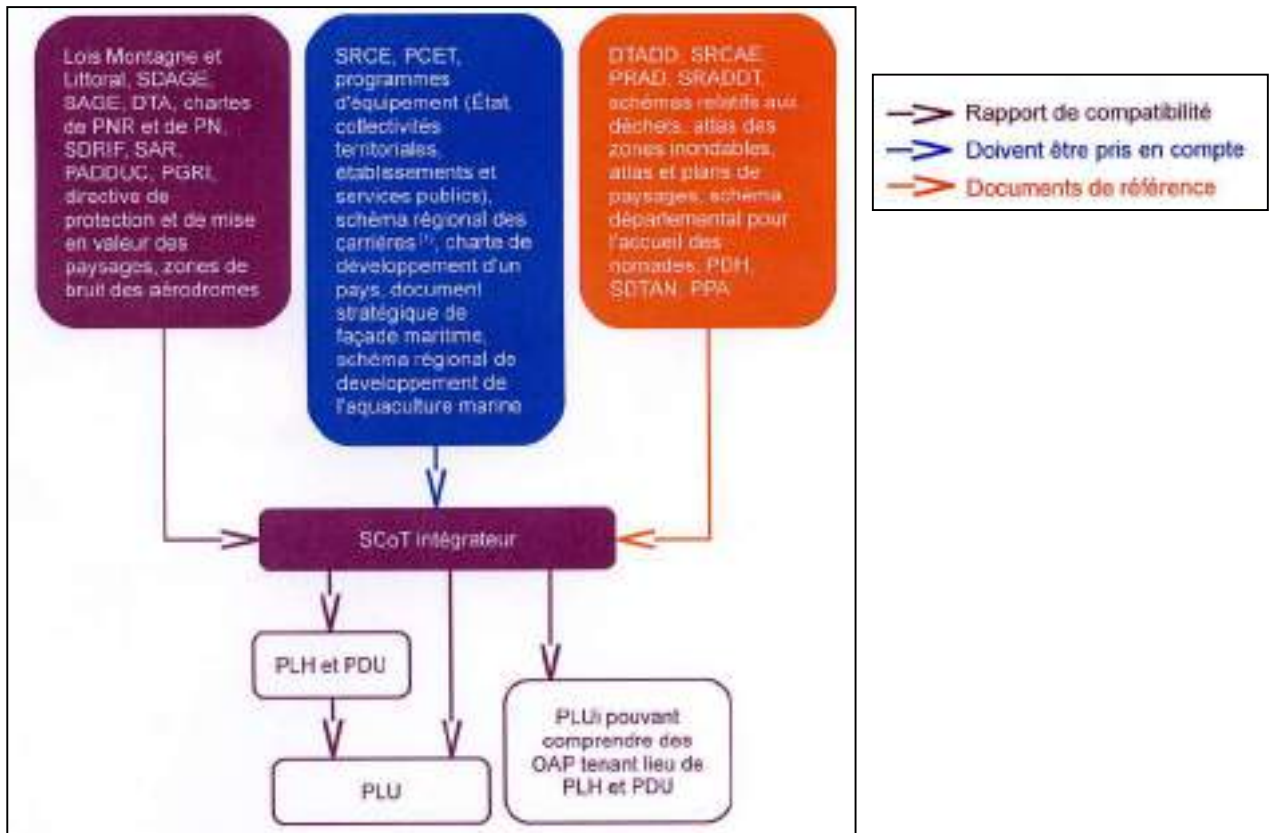 Lois Montagne et
Littoral, SDAGE,
SAGE, DTA, chartes
de PNR et de PN,
SDRIF, SAR,
PADDUC, PGRI,
directive de
protection et de mise
en valeur des
paysages, zones de
bruit des aérodromes
SRCE, PCET,
programmes
d'équipement (État
collectivités
territoriales,
établissements et
services publics),
schéma régional des
carrières, charte de
développement d'un
pays, document
stratégique de
façade maritime,
schéma régional de
developpement de
l'aquaculture marine
DTADD, SRCAE
PRAD, SRADDT,
schémas relatifs aux
déchets, atlas des
zones inondables,
atlas et plans de
paysages, schéma
départemental pour
l'accueil des
nomades, PDH,
SDTAN, PPA
Rapport de compatibilité
Doivent être pris en compte
Documents de référence
SCoT intégrateur
PLH et PDU
PLU
PLUi pouvant
comprendre des
OAP tenant lieu de
PLH et PDU